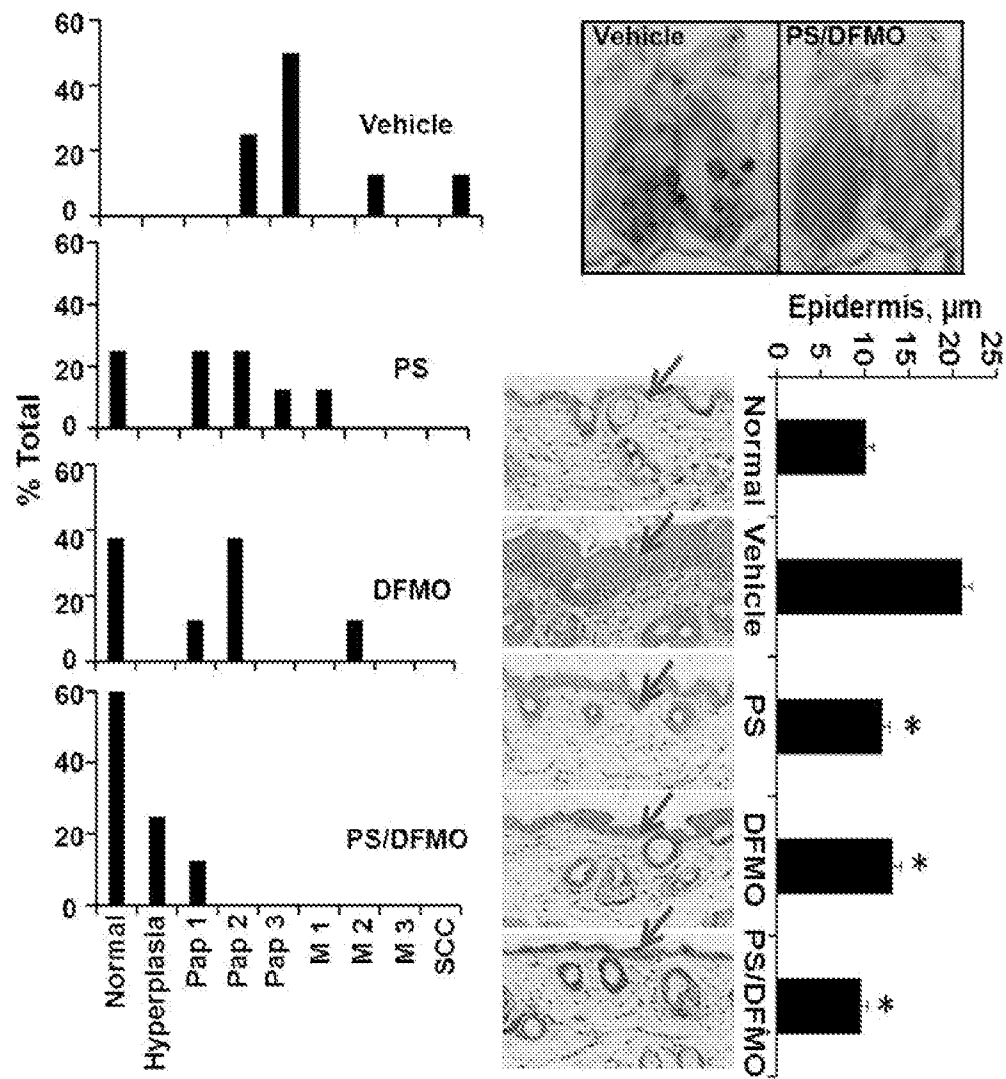 60
40
20
0
Vehicle
60
40
20
0
PS
60
40
20
0
DFMO
60
40
20
0
PS/DFMO
% Total
Normal
Hyperplasia
Pap 1
Pap 2
Pap 3
M 1
M 2
M 3
SCC
Vehicle
PS/DFMO
Epidermis, µm
0
5
10
15
20
25
Normal
Vehicle
PS
*
DFMO
*
PS/DFMO
*